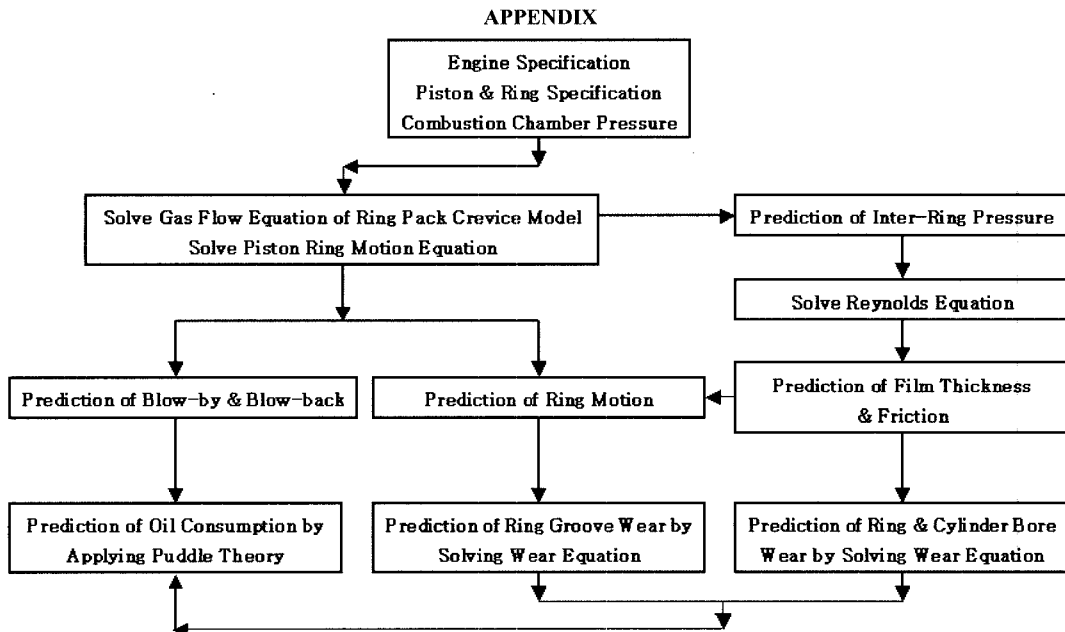 APPENDIX
Engine Specification
Piston & Ring Specification
Combustion Chamber Pressure
Solve Gas Flow Equation of Ring Pack Crevice Model
Solve Piston Ring Motion Equation
Prediction of Inter-Ring Pressure
Solve Reynolds Equation
Prediction of Blow-by & Blow-back
Prediction of Ring Motion
Prediction of Film Thickness
& Friction
Prediction of Oil Consumption by
Applying Puddle Theory
Prediction of Ring Groove Wear by
Solving Wear Equation
Prediction of Ring & Cylinder Bore
Wear by Solving Wear Equation